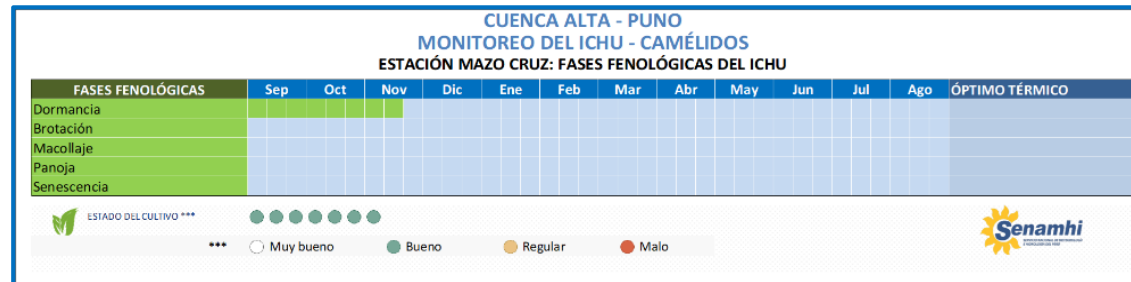 CUENCA ALTA - PUNO
MONITOREO DEL ICHU - CAMÉLIDOS
ESTACIÓN MAZO CRUZ: FASES FENOLÓGICAS DEL ICHU
FASES FENOLÓGICAS Sep Oct Nov Dic Ene Feb Mar Abr May Jun Jul Ago ÓPTIMO TÉRMICO
Dormancia
Brotación
Macollaje
Panoja
Senescencia
ESTADO DEL CULTIVO ***
*** Muy bueno Bueno Regular Malo
Senamhi